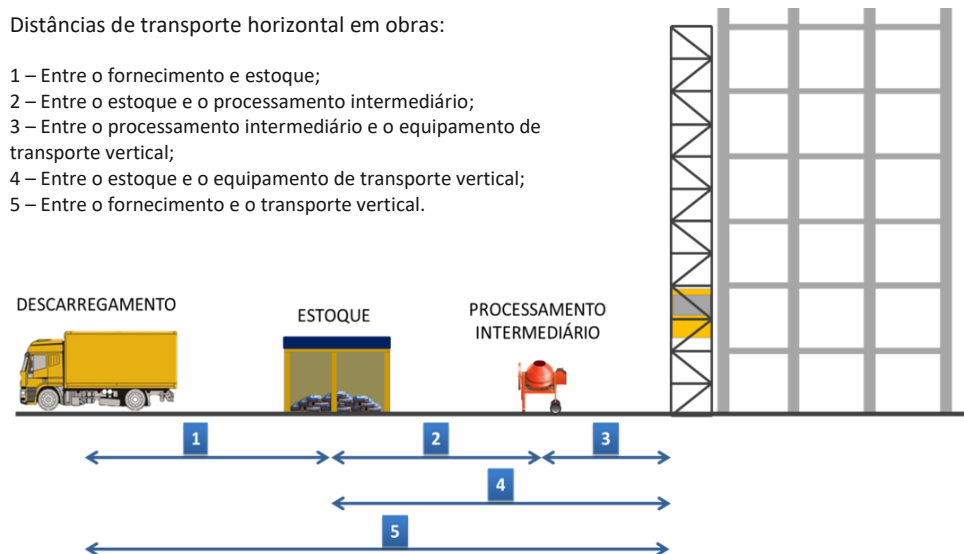 Distâncias de transporte horizontal em obras:
1 – Entre o fornecimento e estoque;
2 – Entre o estoque e o processamento intermediário;
3 – Entre o processamento intermediário e o equipamento de
transporte vertical;
4 – Entre o estoque e o equipamento de transporte vertical;
5 – Entre o fornecimento e o transporte vertical.
DESCARREGAMENTO
ESTOQUE
PROCESSAMENTO
INTERMEDIÁRIO
1
2
3
4
5